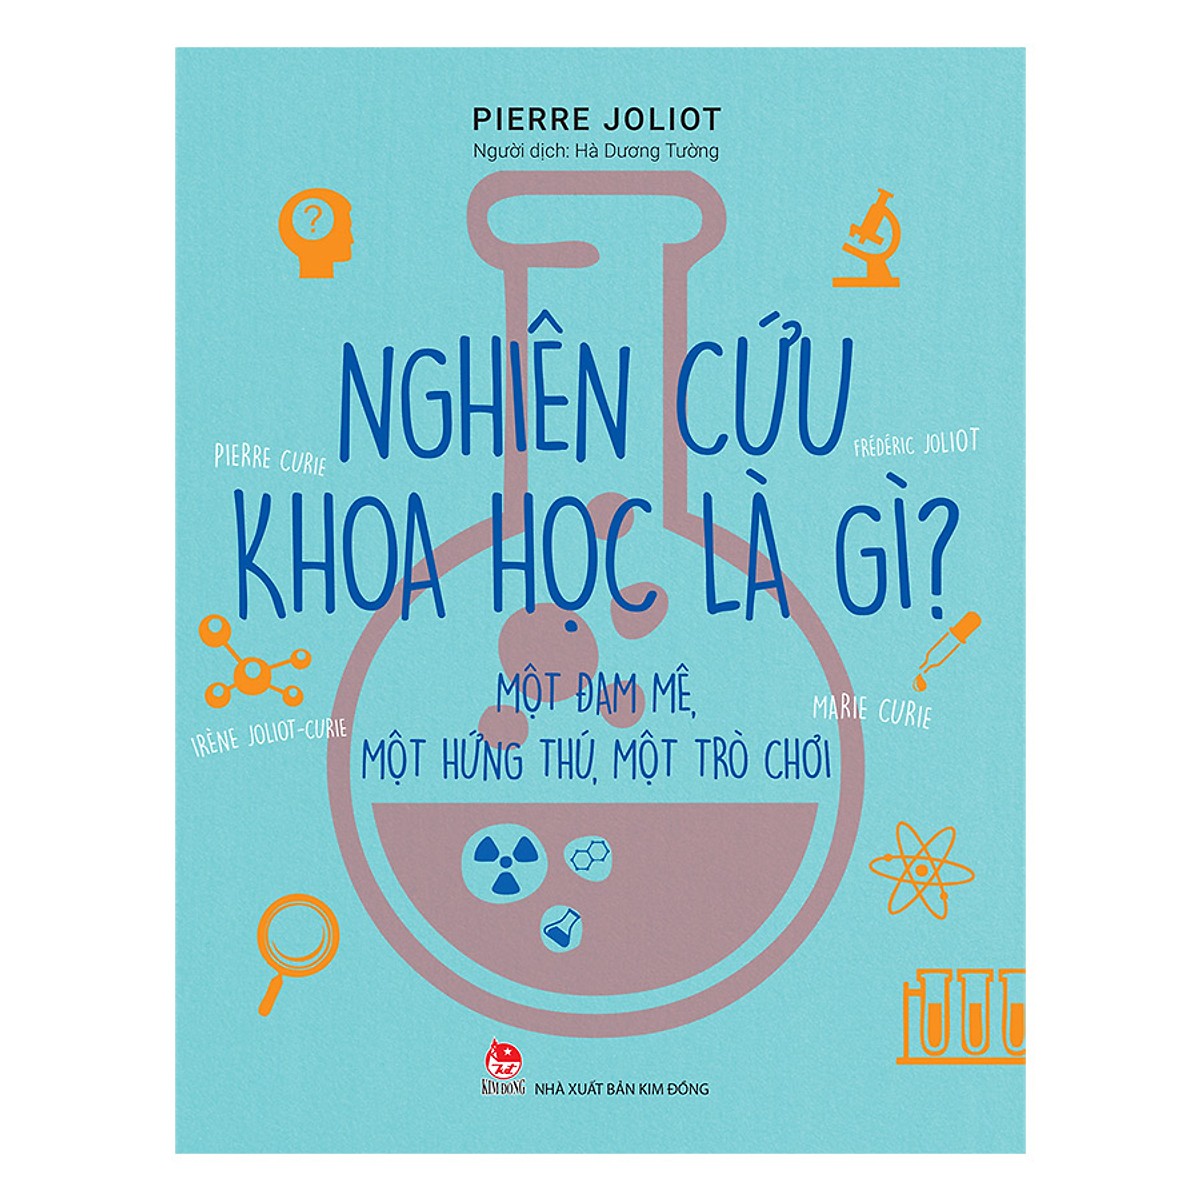 PIERRE JOLIOT
Người dịch: Hà Dương Tường
?
NGHIÊN CỨU
PIERRE CURIE
FRÉDÉRIC JOLIOT
KHOA HỌC LÀ GÌ?
MỘT ĐAM MÊ,
MARIE CURIE
IRÈNE JOLIOT-CURIE
MỘT HỨNG THÚ, MỘT TRÒ CHƠI
KIM ĐỒNG
NHÀ XUẤT BẢN KIM ĐỒNG